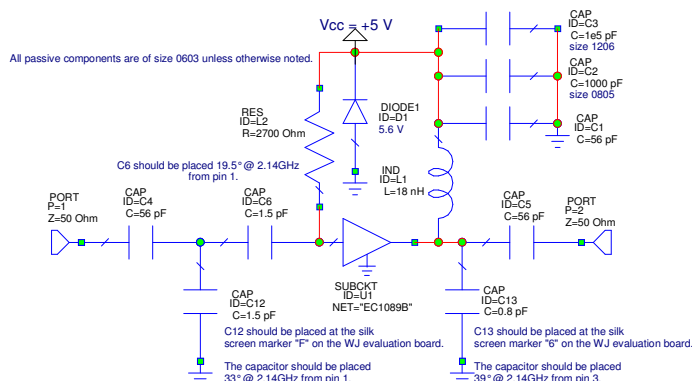 Vcc = +5 V
CAP
ID=C3
C=1e5 pF
size 1206
All passive components are of size 0603 unless otherwise noted.
CAP
ID=C2
C=1000 pF
size 0805
RES
ID=L2
R=2700 Ohm
DIODE1
ID=D1
5.6 V
CAP
ID=C1
C=56 pF
C6 should be placed 19.5° @ 2.14GHz
from pin 1.
IND
ID=L1
L=18 nH
PORT
P=1
Z=50 Ohm
CAP
ID=C4
C=56 pF
CAP
ID=C6
C=1.5 pF
CAP
ID=C5
C=56 pF
PORT
P=2
Z=50 Ohm
SUBCKT
ID=U1
NET="EC1089B"
CAP
ID=C12
C=1.5 pF
CAP
ID=C13
C=0.8 pF
C12 should be placed at the silk
screen marker "F" on the WJ evaluation board.
C13 should be placed at the silk
screen marker "6" on the WJ evaluation board.
The capacitor should be placed
33° @ 2.14GHz from pin 1.
The capacitor should be placed
39° @ 2.14GHz from pin 3.